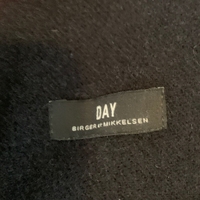 DAY
BIRGER ET MIKKELSEN